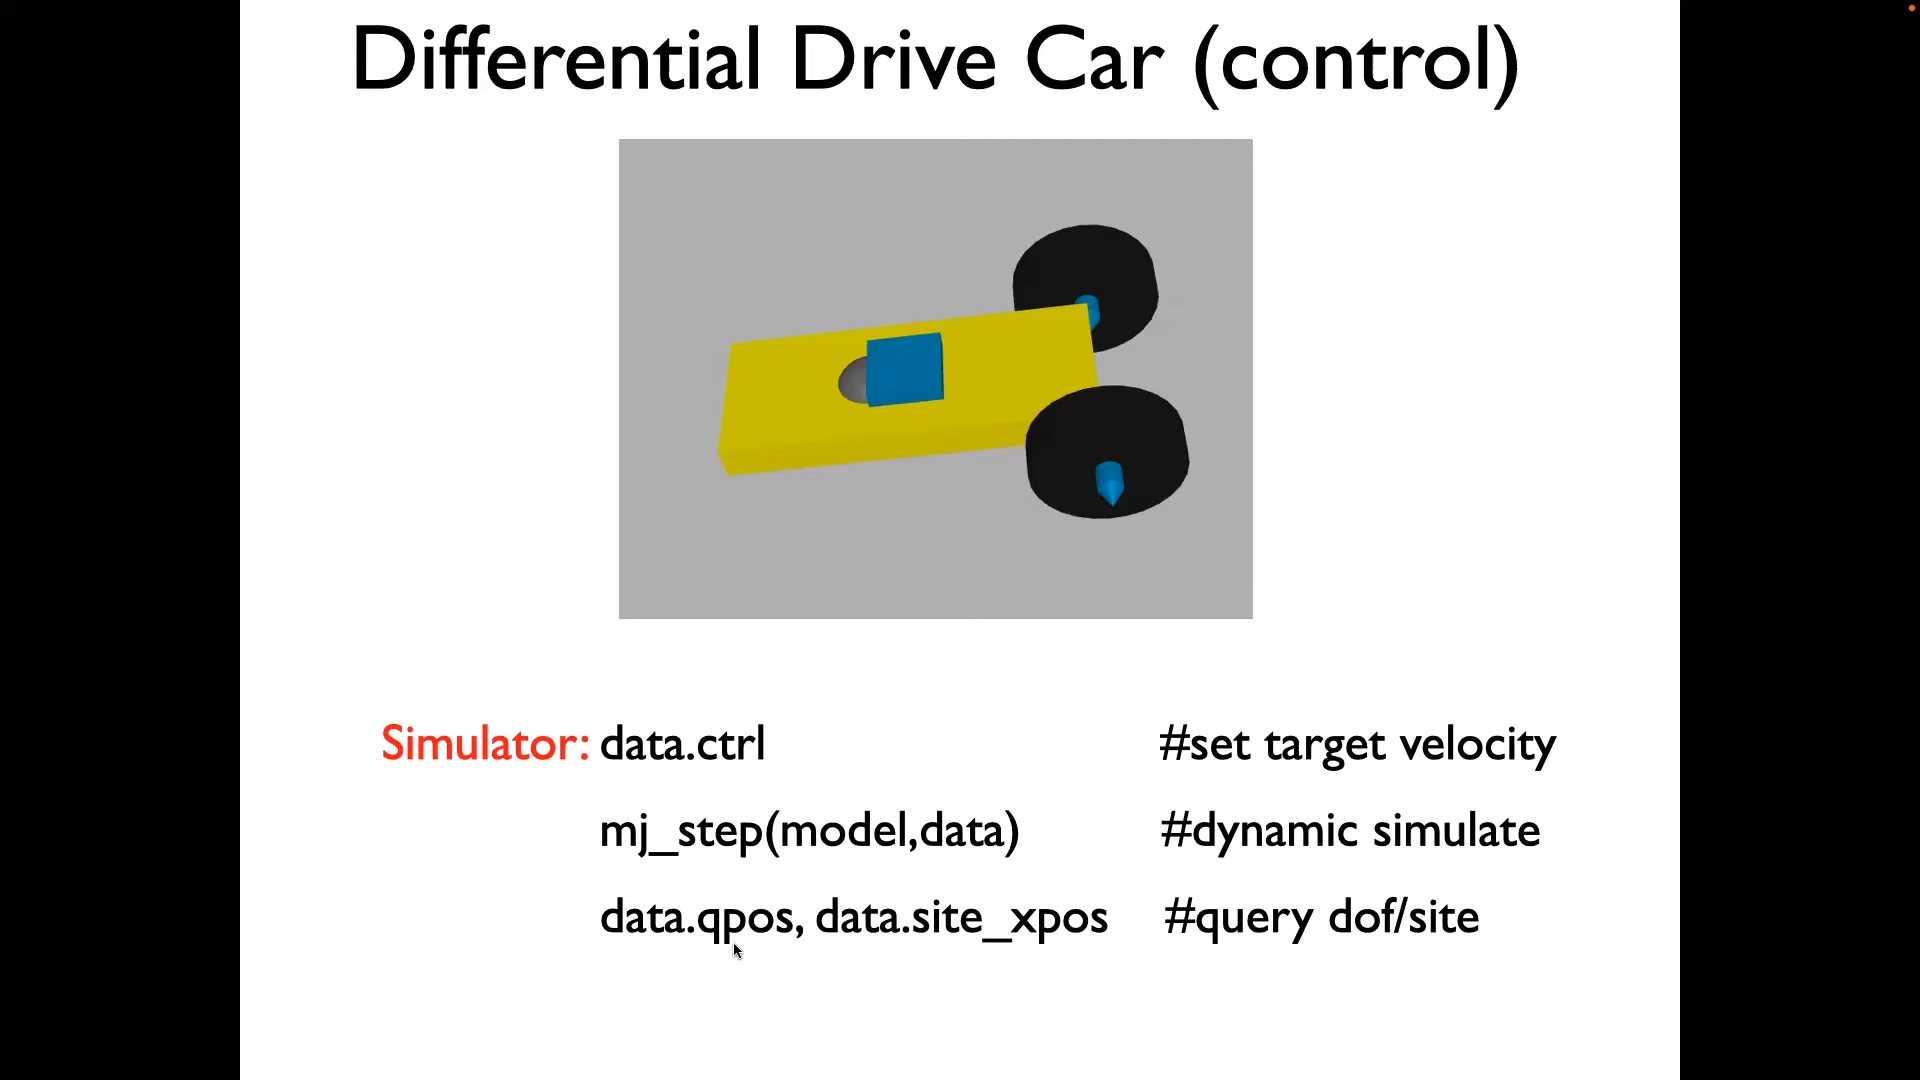 Differential Drive Car (control)
Simulator: data.ctrl #set target velocity
mj_step(model,data) #dynamic simulate
data.qpos, data.site_xpos #query dof/site